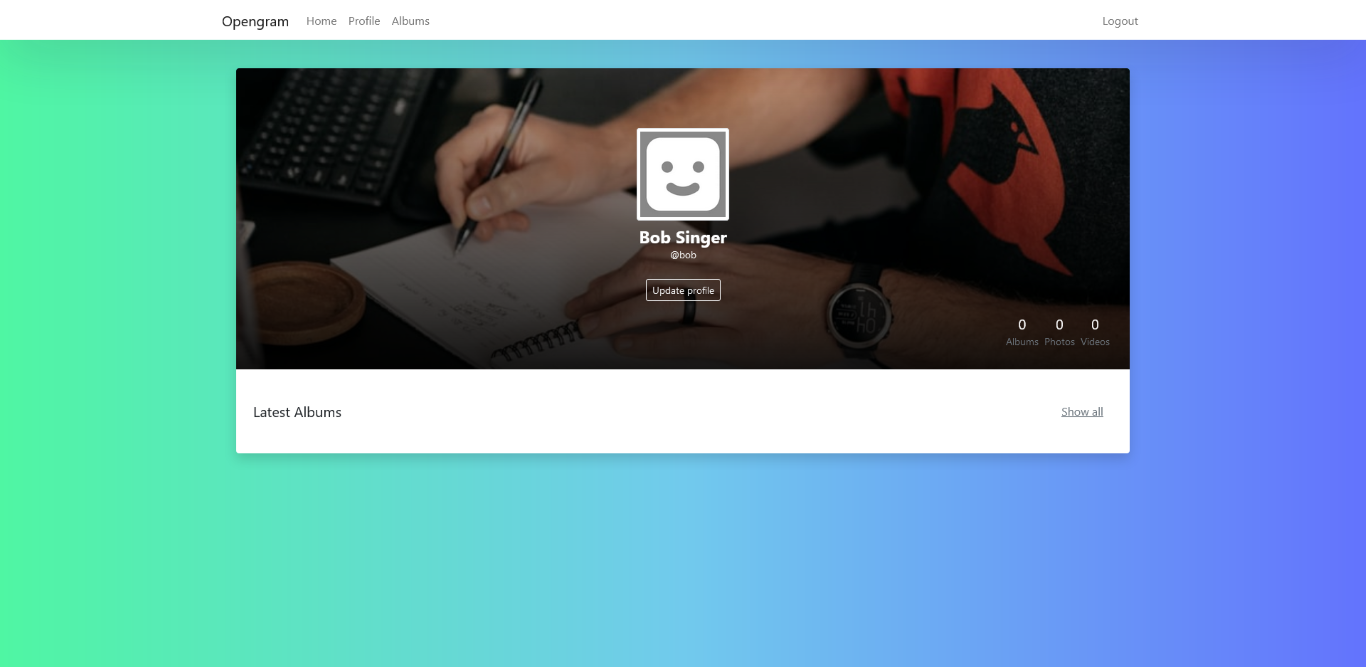 Opengram Home Profile Albums Logout
Bob Singer
@bob
Update profile
0 0 0
Albums Photos Videos
Latest Albums Show all